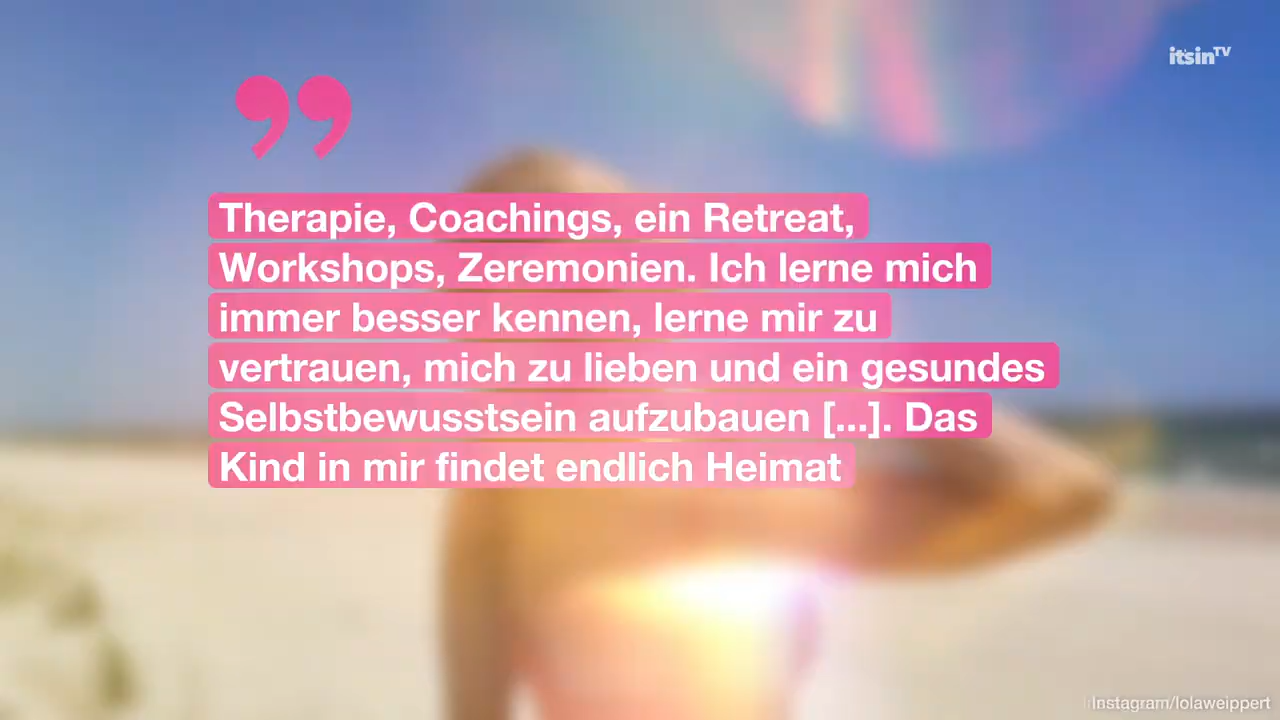 itsinTV
Therapie, Coachings, ein Retreat,
Workshops, Zeremonien. Ich lerne mich
immer besser kennen, lerne mir zu
vertrauen, mich zu lieben und ein gesundes
Selbstbewusstsein aufzubauen [...]. Das
Kind in mir findet endlich Heimat
Instagram/lolaweippert